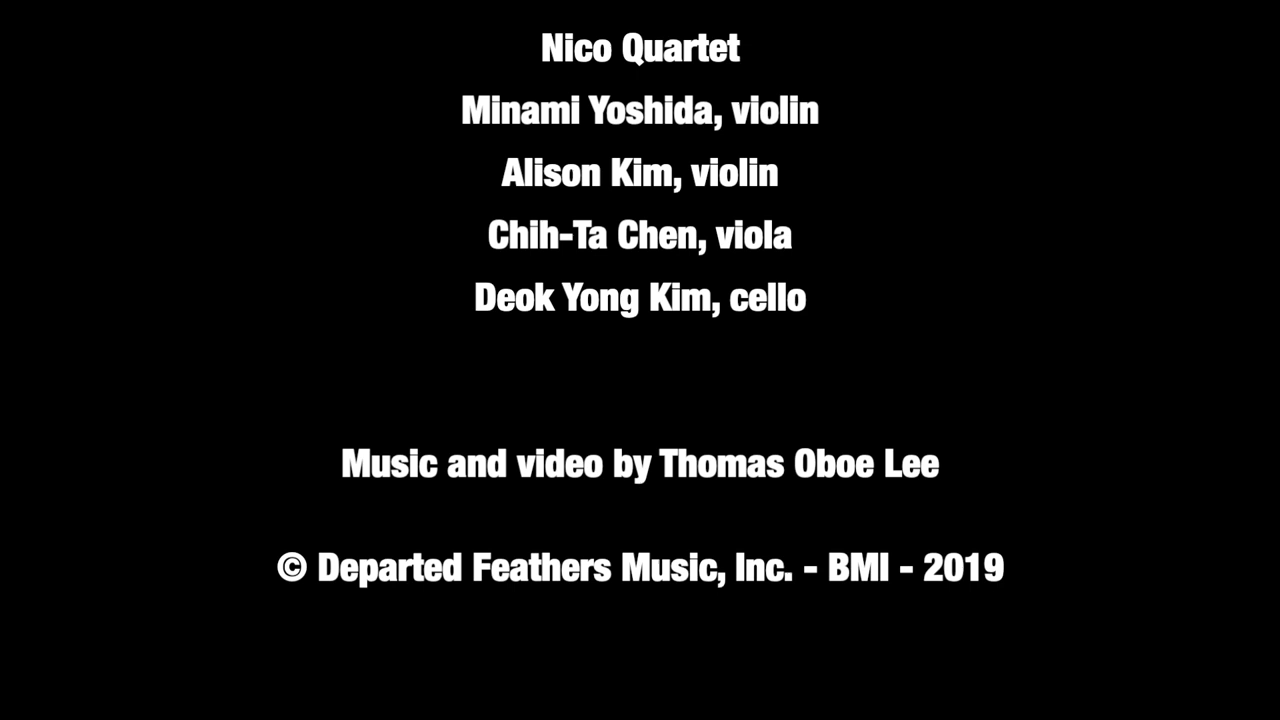 Nico Quartet
Minami Yoshida, violin
Alison Kim, violin
Chih-Ta Chen, viola
Deok Yong Kim, cello
Music and video by Thomas Oboe Lee
© Departed Feathers Music, Inc. - BMI - 2019